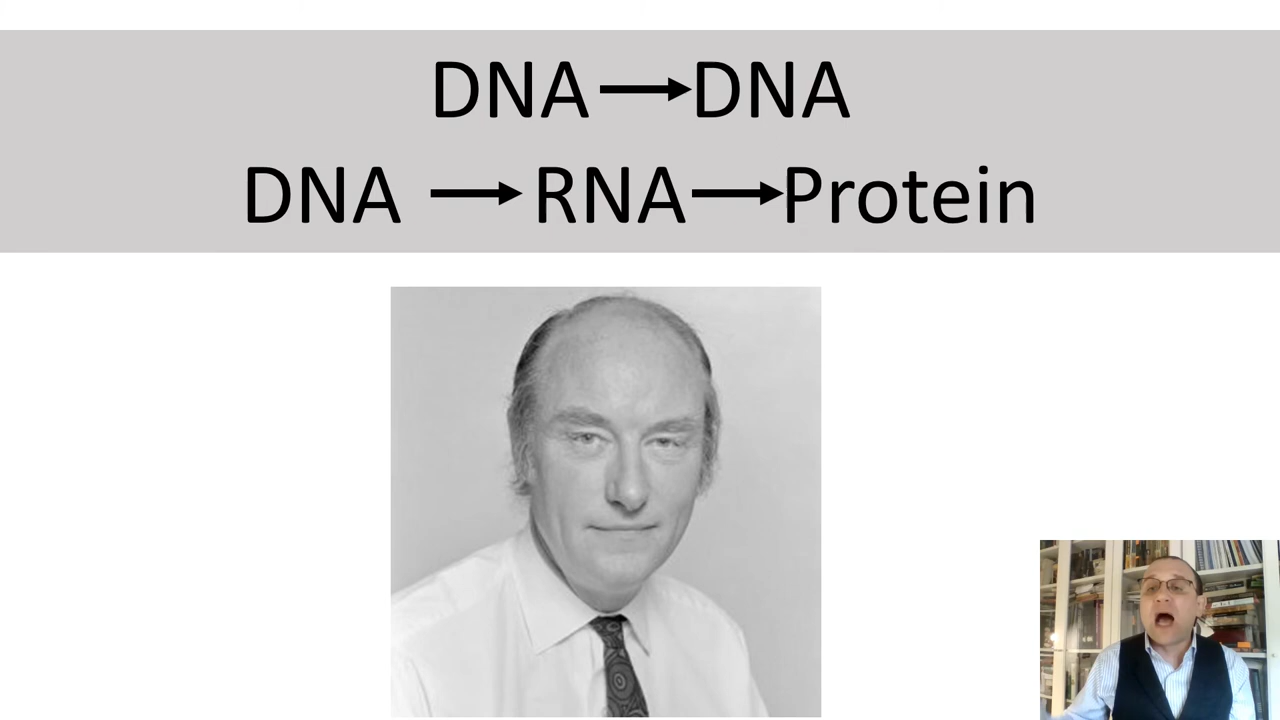 DNA → DNA
DNA → RNA → Protein